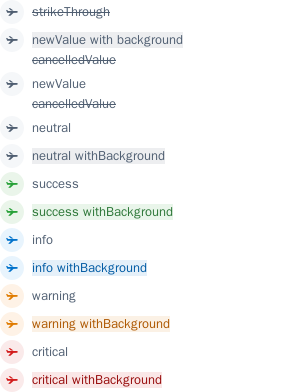 strikeThrough
newValue with background
cancelledValue
newValue
cancelledValue
neutral
neutral withBackground
success
success withBackground
info
info withBackground
warning
warning withBackground
critical
critical withBackground